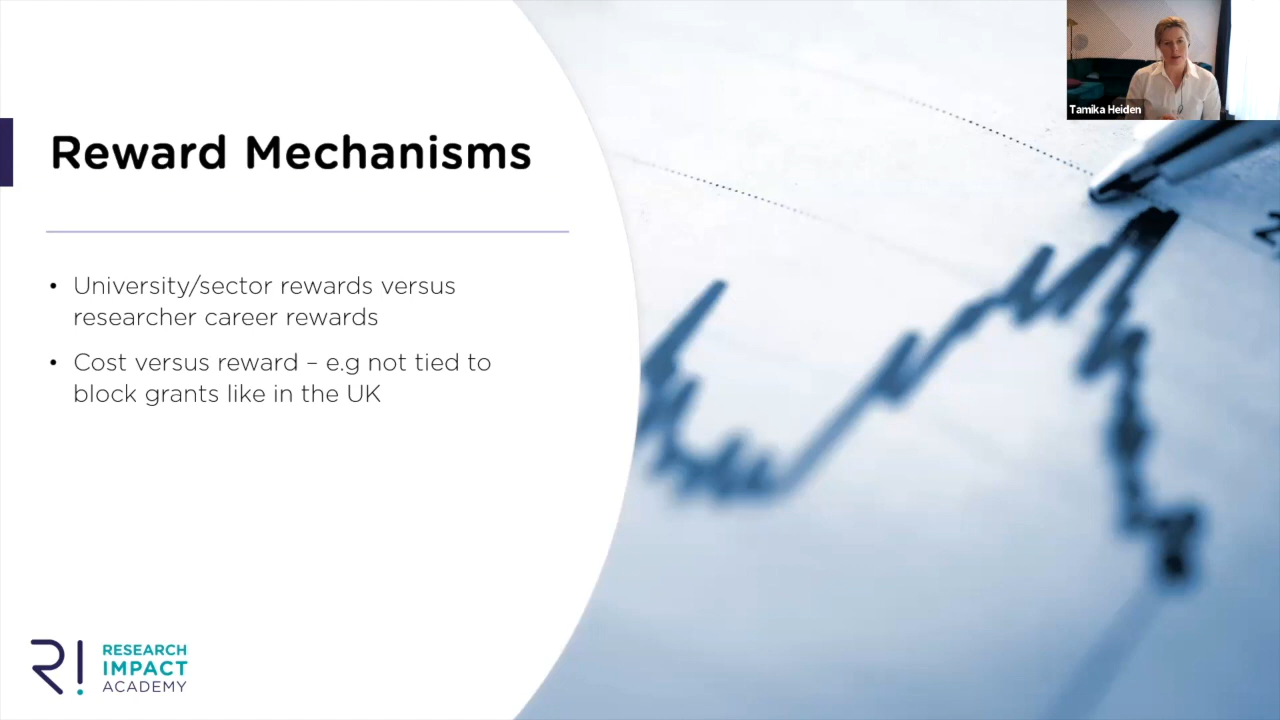 Tamika Heiden
Reward Mechanisms
• University/sector rewards versus
researcher career rewards
• Cost versus reward – e.g not tied to
block grants like in the UK
R!
RESEARCH
IMPACT
ACADEMY